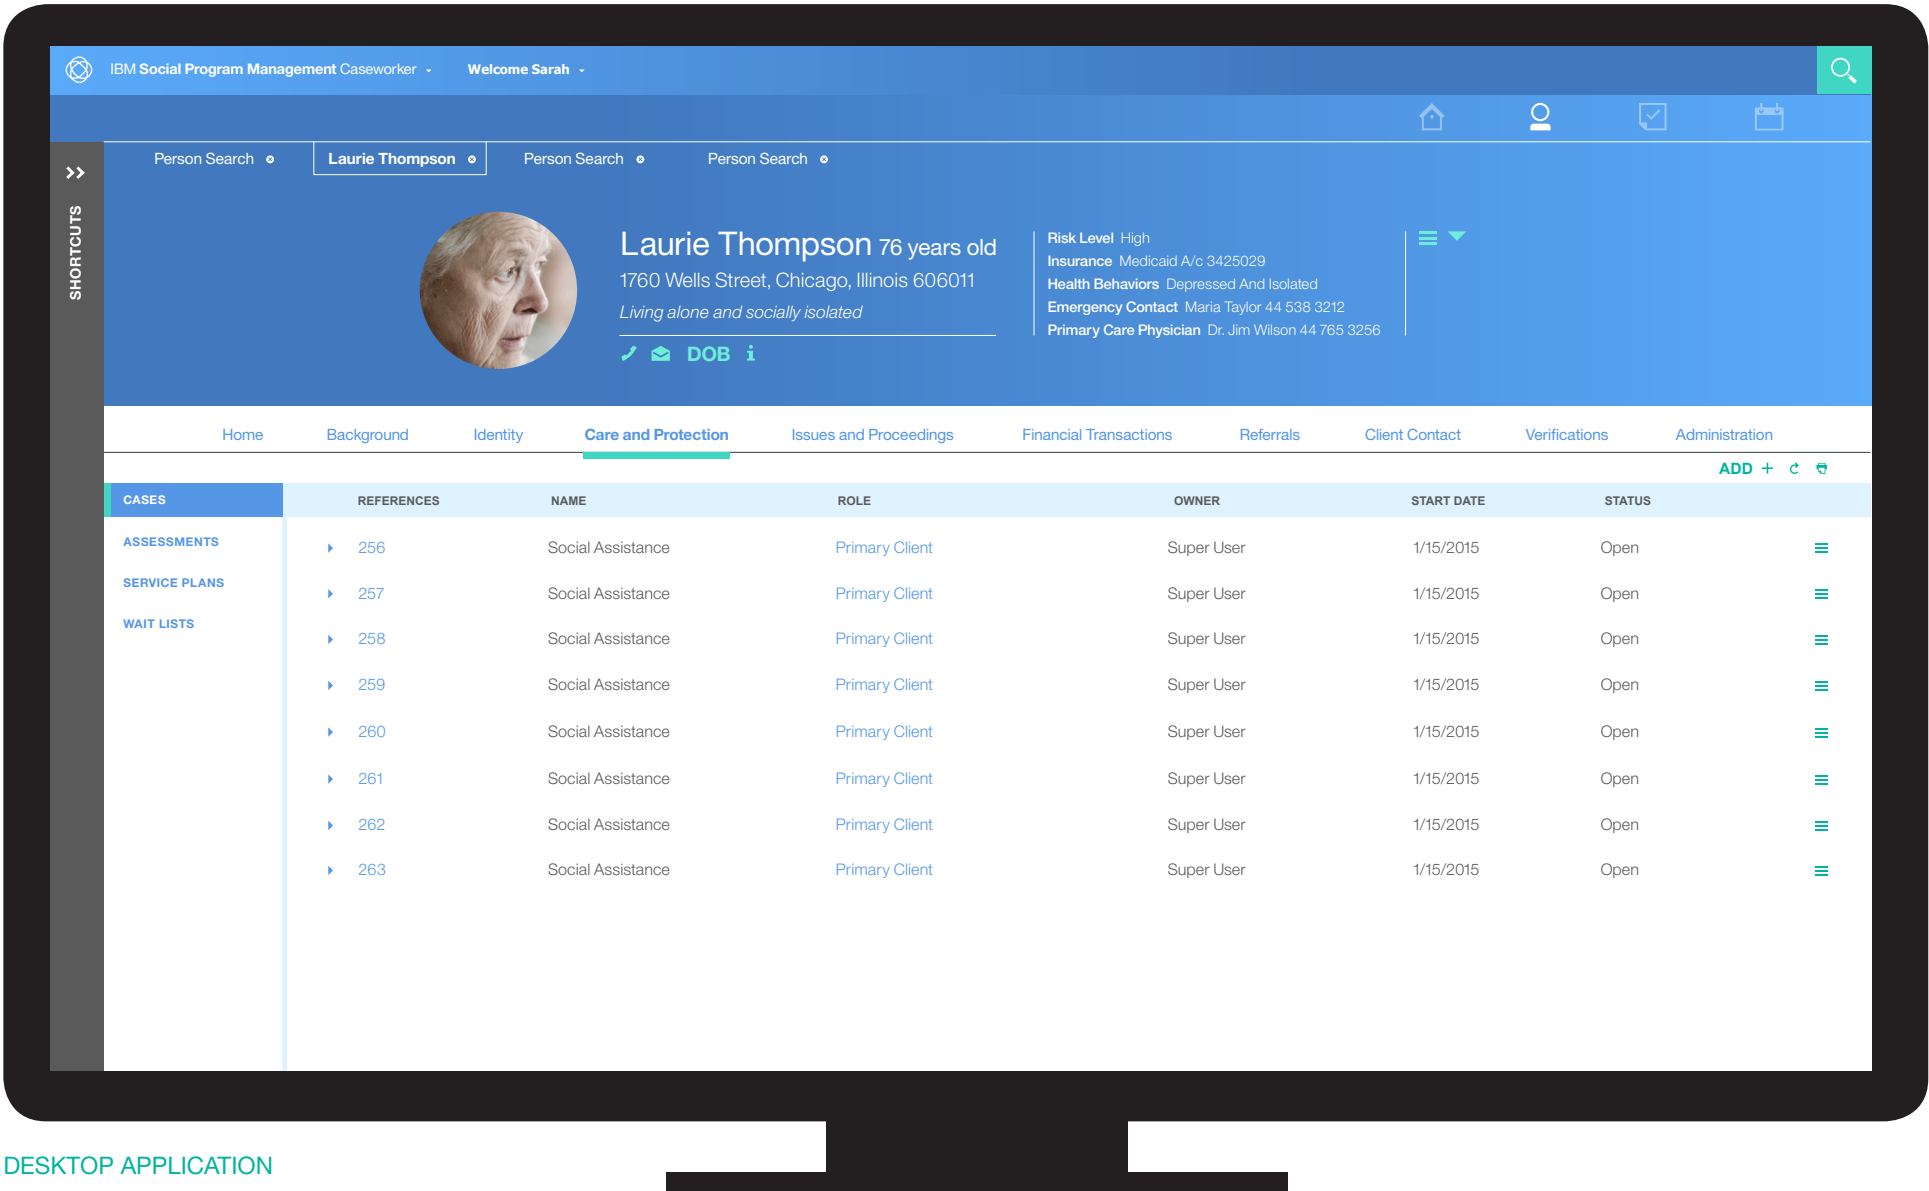 IBM Social Program Management Caseworker Welcome Sarah
SHORTCUTS
Person Search Laurie Thompson Person Search Person Search
Laurie Thompson 76 years old
1760 Wells Street, Chicago, Illinois 606011
Living alone and socially isolated
DOB i
Risk Level High
Insurance Medicaid A/c 3425029
Health Behaviors Depressed And Isolated
Emergency Contact Maria Taylor 44 538 3212
Primary Care Physician Dr. Jim Wilson 44 765 3256
Home Background Identity Care and Protection Issues and Proceedings Financial Transactions Referrals Client Contact Verifications Administration
ADD +
CASES
ASSESSMENTS
SERVICE PLANS
WAIT LISTS
REFERENCES NAME ROLE OWNER START DATE STATUS
256 Social Assistance Primary Client Super User 1/15/2015 Open
257 Social Assistance Primary Client Super User 1/15/2015 Open
258 Social Assistance Primary Client Super User 1/15/2015 Open
259 Social Assistance Primary Client Super User 1/15/2015 Open
260 Social Assistance Primary Client Super User 1/15/2015 Open
261 Social Assistance Primary Client Super User 1/15/2015 Open
262 Social Assistance Primary Client Super User 1/15/2015 Open
263 Social Assistance Primary Client Super User 1/15/2015 Open
DESKTOP APPLICATION